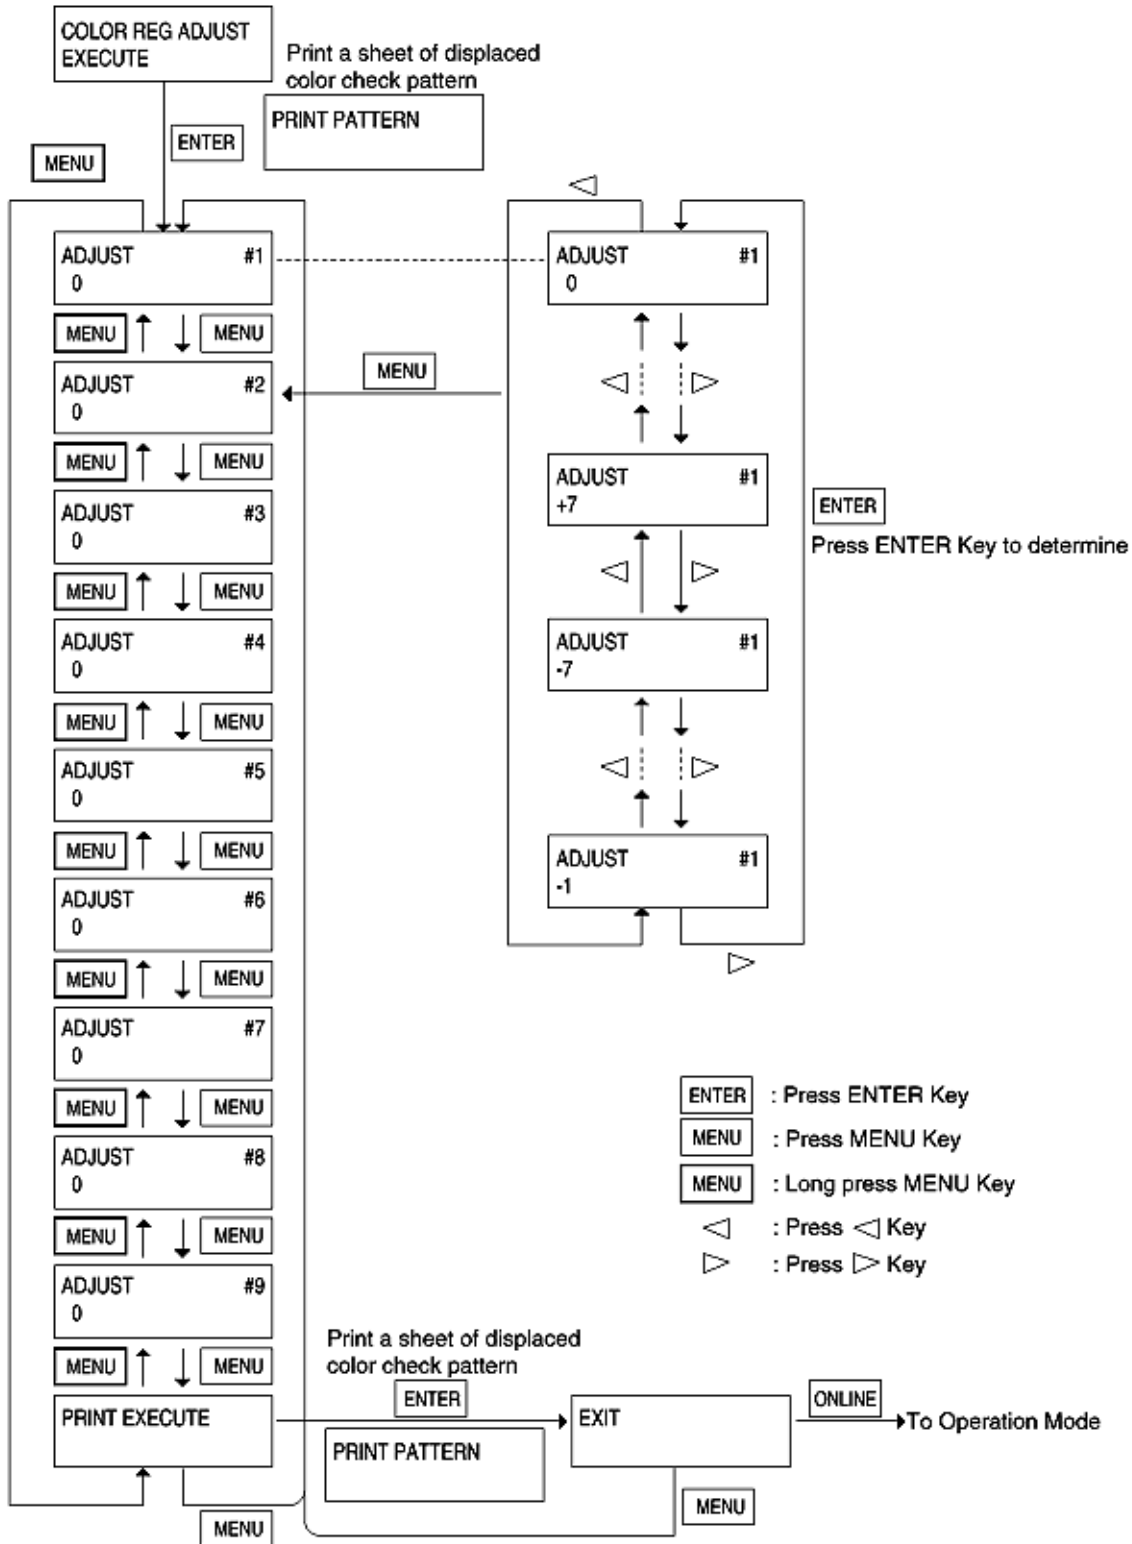 COLOR REG ADJUST
EXECUTE
Print a sheet of displaced
color check pattern
PRINT PATTERN
ENTER
MENU
ADJUST #1
0
MENU MENU
ADJUST #2
0
MENU MENU
ADJUST #3
0
MENU MENU
ADJUST #4
0
MENU MENU
ADJUST #5
0
MENU MENU
ADJUST #6
0
MENU MENU
ADJUST #7
0
MENU MENU
ADJUST #8
0
MENU MENU
ADJUST #9
0
MENU MENU
PRINT EXECUTE
MENU
MENU
ADJUST #1
0
ADJUST #1
+7
ADJUST #1
-7
ADJUST #1
-1
ENTER
Press ENTER Key to determine
ENTER : Press ENTER Key
MENU : Press MENU Key
MENU : Long press MENU Key
◁ : Press ◁ Key
▷ : Press ▷ Key
Print a sheet of displaced
color check pattern
ENTER
PRINT PATTERN
EXIT
ONLINE
To Operation Mode
MENU